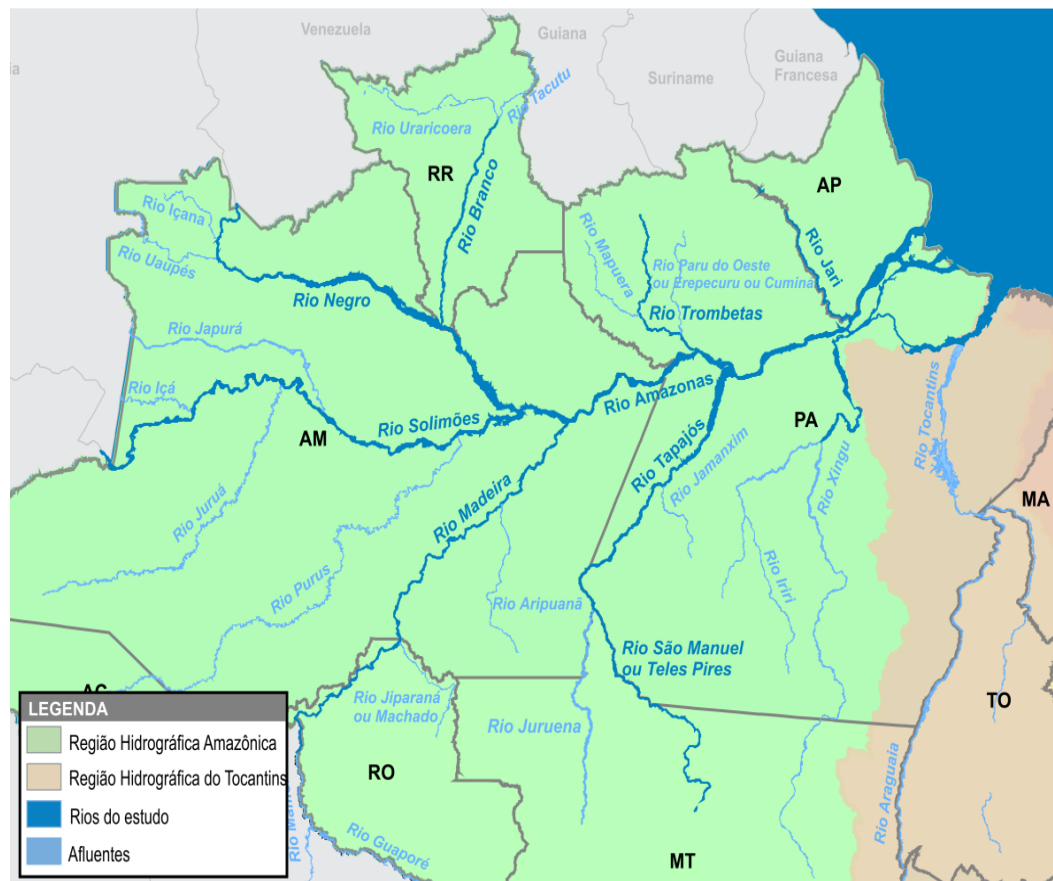 Venezuela
Guiana
Suriname
Guiana
Francesa
Rio Tacutu
Rio Uraricoera
RR
Rio Branco
AP
Rio Içana
Rio Uaupés
Rio Negro
Rio Mapuera
Rio Paru do Oeste
ou Erepecuru ou Cuminá
Rio Jari
Rio Trombetas
Rio Japurá
Rio Içá
Rio Amazonas
AM
Rio Solimões
PA
Rio Tocantins
Rio Tapajós
Rio Jamanxim
Rio Xingu
MA
Rio Juruá
Rio Madeira
Rio Purus
Rio Iriri
Rio Aripuanã
Rio São Manuel
ou Teles Pires
Rio Jiparaná
ou Machado
Rio Juruena
TO
RO
Rio Araguaia
Rio Guaporé
MT
LEGENDA
Região Hidrográfica Amazônica
Região Hidrográfica do Tocantins
Rios do estudo
Afluentes